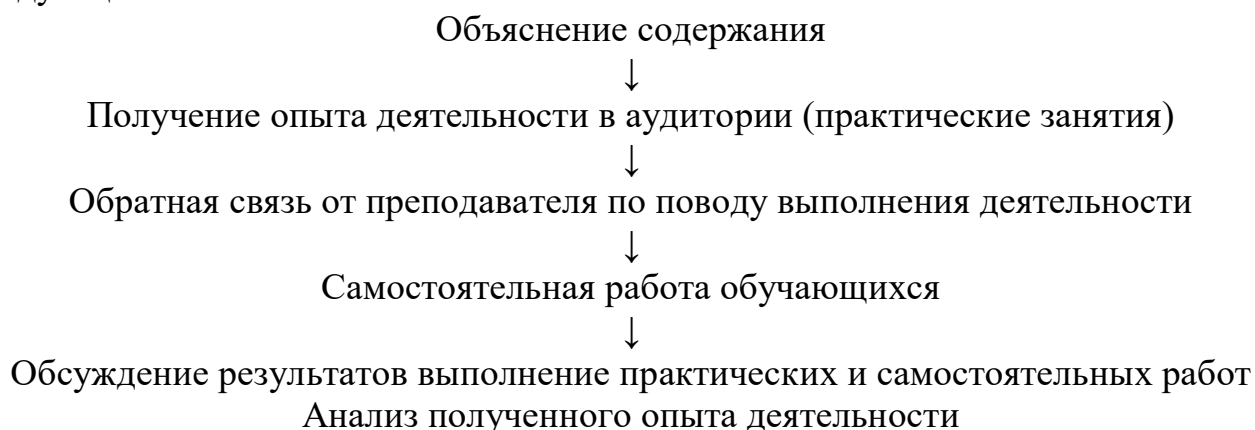 Объяснение содержания
↓
Получение опыта деятельности в аудитории (практические занятия)
↓
Обратная связь от преподавателя по поводу выполнения деятельности
↓
Самостоятельная работа обучающихся
↓
Обсуждение результатов выполнение практических и самостоятельных работ
Анализ полученного опыта деятельности